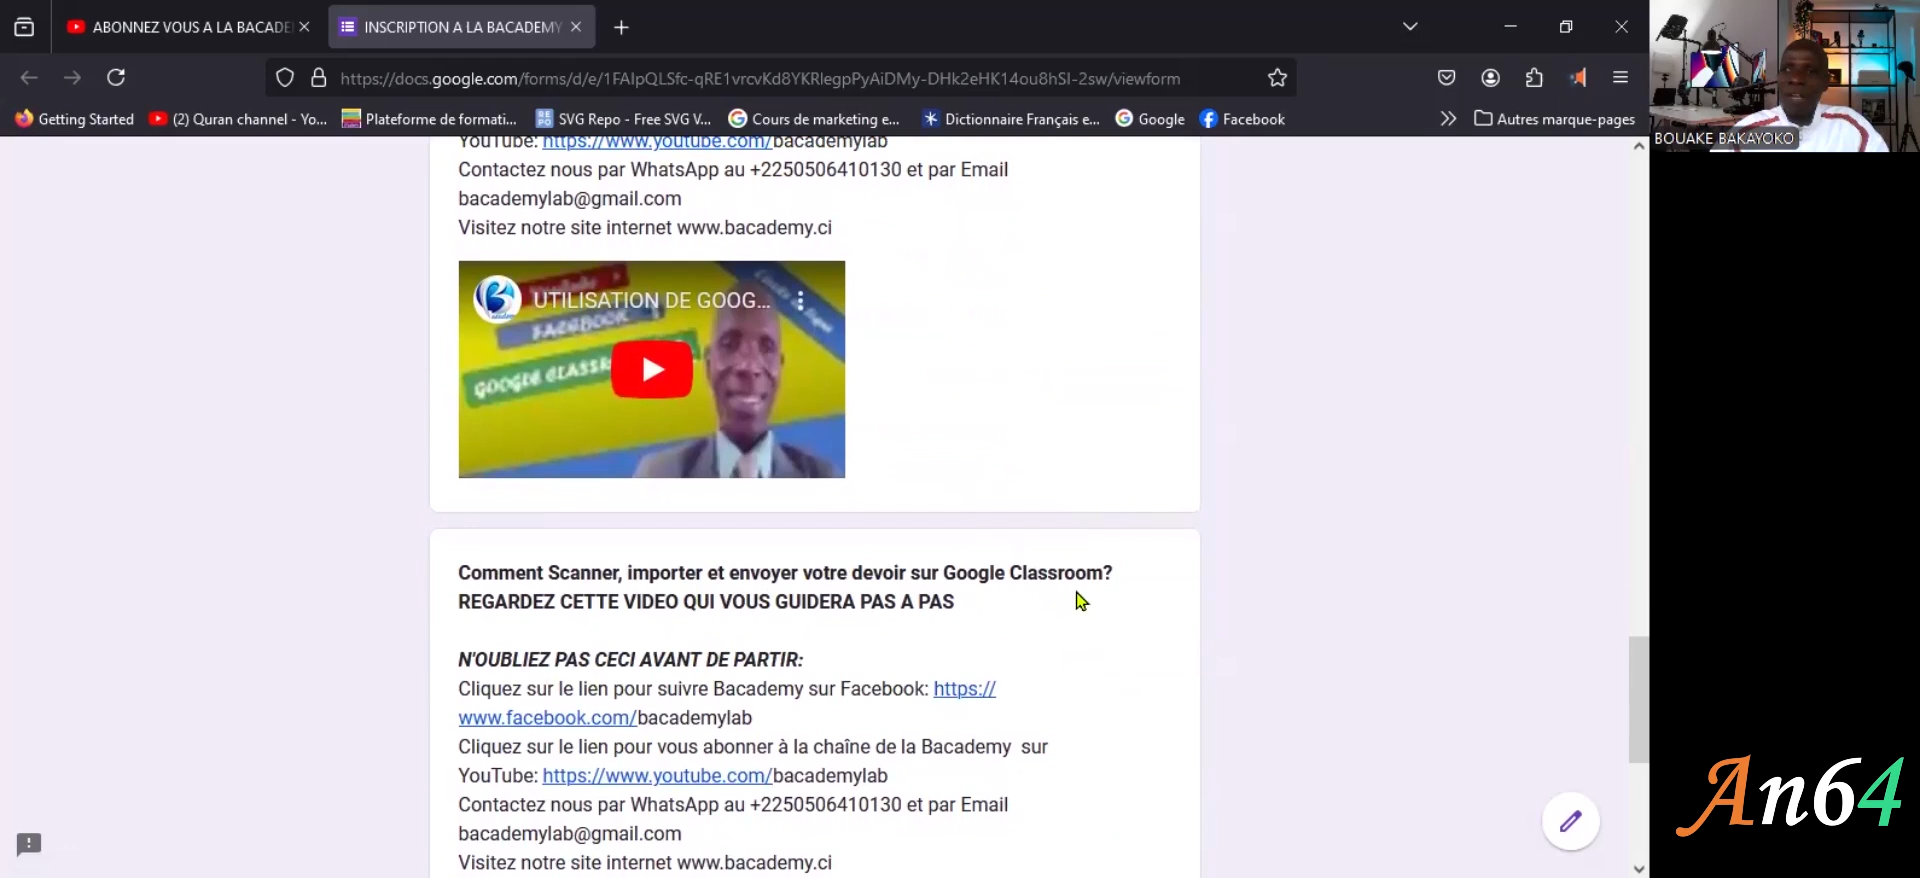 ABONNEZ VOUS A LA BACADE
INSCRIPTION A LA BACADEMY
https://docs.google.com/forms/d/e/1FAIpQLSfc-qRE1vrcvKd8YKRlegpPyAiDMy-DHk2eHK14ou8hSI-2sw/viewform
Getting Started
(2) Quran channel - Yo...
Plateforme de formati...
REPO SVG Repo - Free SVG V...
Cours de marketing e...
Dictionnaire Français e...
Google
Facebook
Autres marque-pages
BOUAKE BAKAYOKO
YouTube: https://www.youtube.com/bacademylab
Contactez nous par WhatsApp au +2250506410130 et par Email
bacademylab@gmail.com
Visitez notre site internet www.bacademy.ci
UTILISATION DE GOOG...
FACEBOOK
GOOGLE CLASSR
Comment Scanner, importer et envoyer votre devoir sur Google Classroom?
REGARDEZ CETTE VIDEO QUI VOUS GUIDERA PAS A PAS
N'OUBLIEZ PAS CECI AVANT DE PARTIR:
Cliquez sur le lien pour suivre Bacademy sur Facebook: https://
www.facebook.com/bacademylab
Cliquez sur le lien pour vous abonner à la chaîne de la Bacademy sur
YouTube: https://www.youtube.com/bacademylab
Contactez nous par WhatsApp au +2250506410130 et par Email
bacademylab@gmail.com
Visitez notre site internet www.bacademy.ci
An64